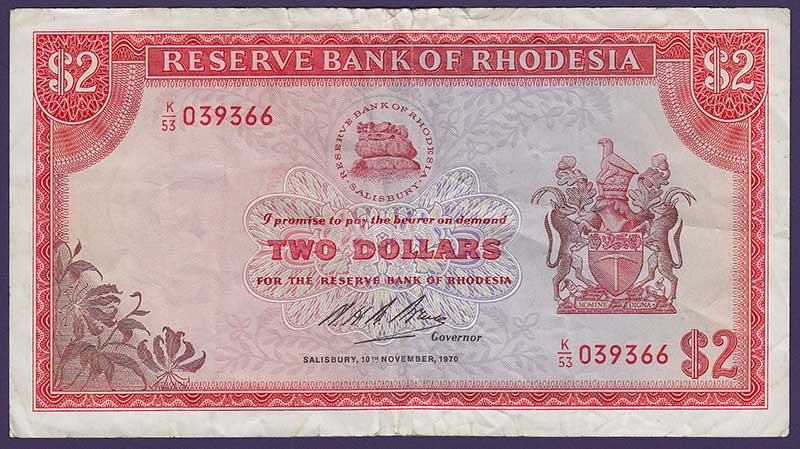 $2 RESERVE BANK OF RHODESIA $2
K/53 039366
RESERVE BANK OF RHODESIA
· SALISBURY ·
I promise to pay the bearer on demand
TWO DOLLARS
FOR THE RESERVE BANK OF RHODESIA
Governor
SALISBURY, 10TH NOVEMBER, 1970
NOMINE DIGNA
K/53 039366 $2